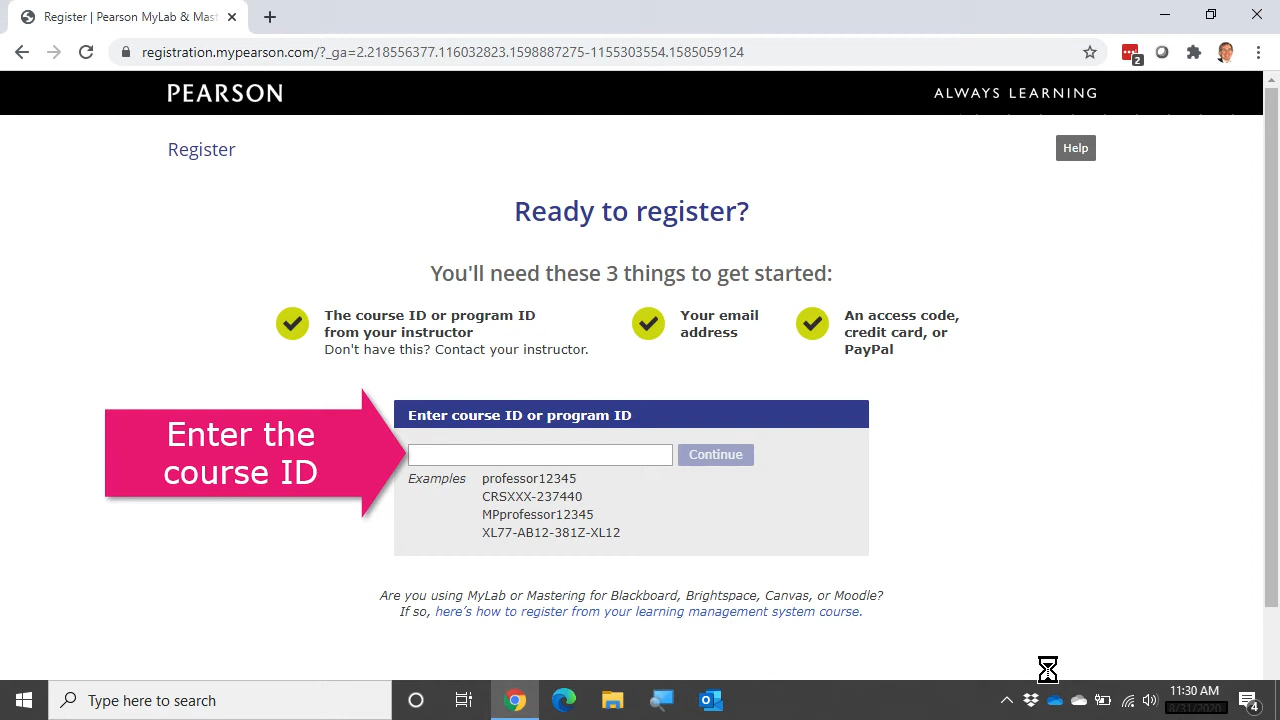 Register | Pearson MyLab & Mast
registration.mypearson.com/?_ga=2.218556377.116032823.1598887275-1155303554.1585059124
2
PEARSON
ALWAYS LEARNING
Register
Help
Ready to register?
You'll need these 3 things to get started:
The course ID or program ID
from your instructor
Don't have this? Contact your instructor.
Your email
address
An access code,
credit card, or
PayPal
Enter the
course ID
Enter course ID or program ID
Continue
Examples
professor12345
CRSXXX-237440
MPprofessor12345
XL77-AB12-381Z-XL12
Are you using MyLab or Mastering for Blackboard, Brightspace, Canvas, or Moodle?
If so, here's how to register from your learning management system course.
Type here to search
11:30 AM
8/31/2020
4